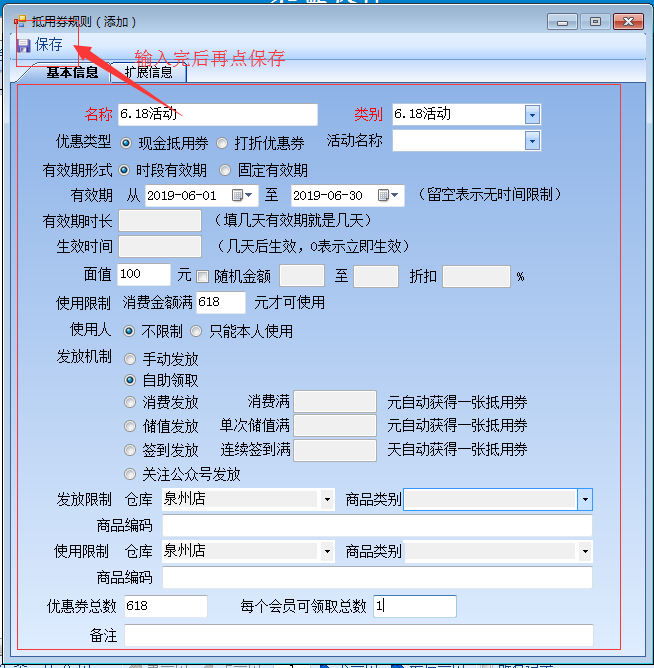 抵用券规则（添加）
保存
输入完后再点保存
基本信息 扩展信息
名称 6.18活动 类别 6.18活动
优惠类型 现金抵用券 打折优惠券 活动名称
有效期形式 时段有效期 固定有效期
有效期 从 2019-06-01 至 2019-06-30 （留空表示无时间限制）
有效期时长 （填几天有效期就是几天）
生效时间 （几天后生效，0表示立即生效）
面值 100 元 随机金额 至 折扣 %
使用限制 消费金额满 618 元才可使用
使用人 不限制 只能本人使用
发放机制 手动发放
自助领取
消费发放 消费满 元自动获得一张抵用券
储值发放 单次储值满 元自动获得一张抵用券
签到发放 连续签到满 天自动获得一张抵用券
关注公众号发放
发放限制 仓库 泉州店 商品类别
商品编码
使用限制 仓库 泉州店 商品类别
商品编码
优惠券总数 618 每个会员可领取总数 1
备注